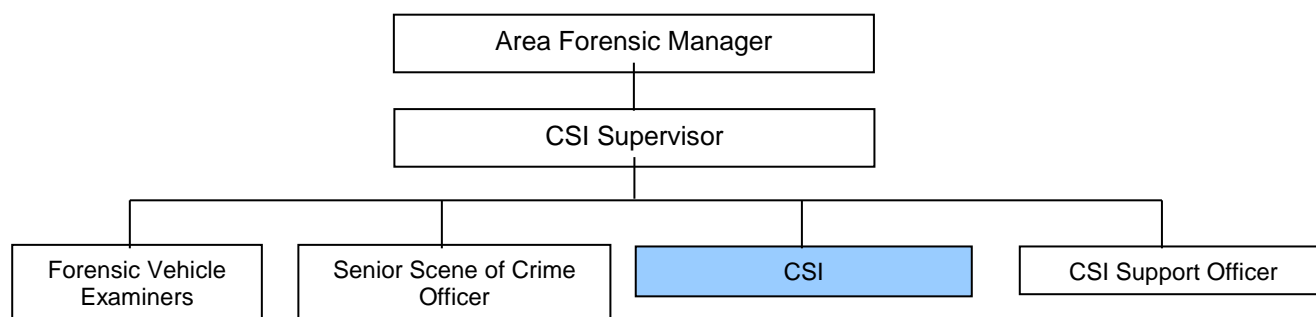 Area Forensic Manager
CSI Supervisor
Forensic Vehicle
Examiners
Senior Scene of Crime
Officer
CSI
CSI Support Officer